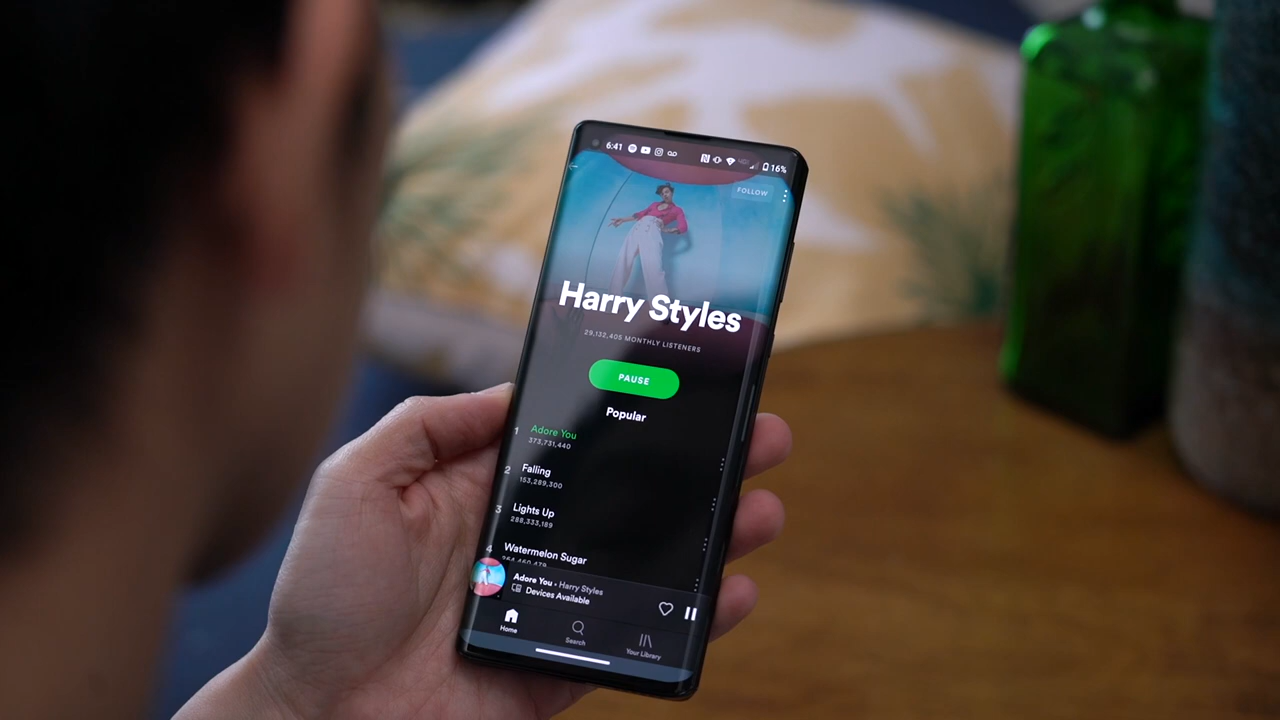 6:41 16%
FOLLOW
Harry Styles
29,132,405 MONTHLY LISTENERS
PAUSE
Popular
1 Adore You
373,731,440
2 Falling
153,289,300
3 Lights Up
288,333,189
4 Watermelon Sugar
Adore You • Harry Styles
Devices Available
Home Search Your Library